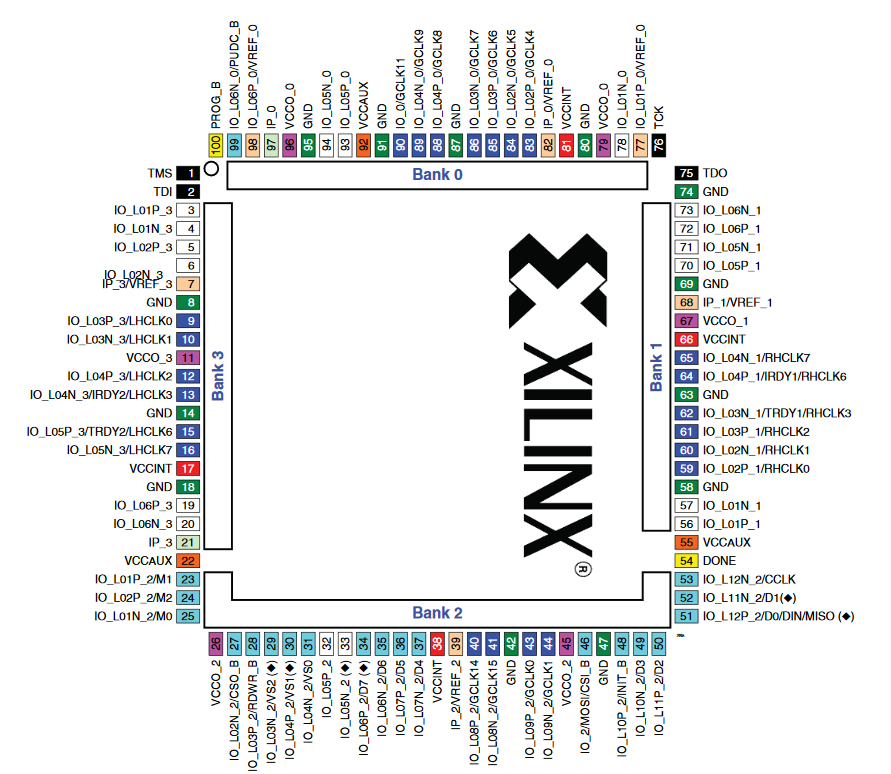 PROG_B 100
IO_L06N_0/PUDC_B 99
IO_L06P_0/VREF_0 98
IP_0 97
VCCO_0 96
GND 95
IO_L05N_0 94
IO_L05P_0 93
VCCAUX 92
GND 91
IO_0/GCLK11 90
IO_L04N_0/GCLK9 89
IO_L04P_0/GCLK8 88
GND 87
IO_L03N_0/GCLK7 86
IO_L03P_0/GCLK6 85
IO_L02N_0/GCLK5 84
IO_L02P_0/GCLK4 83
IP_0/VREF_0 82
VCCINT 81
GND 80
VCCO_0 79
IO_L01N_0 78
IO_L01P_0/VREF_0 77
TCK 76
Bank 0
TMS 1
TDI 2
IO_L01P_3 3
IO_L01N_3 4
IO_L02P_3 5
IO_L02N_3 6
IP_3/VREF_3 7
GND 8
IO_L03P_3/LHCLK0 9
IO_L03N_3/LHCLK1 10
VCCO_3 11
IO_L04P_3/LHCLK2 12
IO_L04N_3/IRDY2/LHCLK3 13
GND 14
IO_L05P_3/TRDY2/LHCLK6 15
IO_L05N_3/LHCLK7 16
VCCINT 17
GND 18
IO_L06P_3 19
IO_L06N_3 20
IP_3 21
VCCAUX 22
IO_L01P_2/M1 23
IO_L02P_2/M2 24
IO_L01N_2/M0 25
Bank 3
XILINX
®
Bank 1
75 TDO
74 GND
73 IO_L06N_1
72 IO_L06P_1
71 IO_L05N_1
70 IO_L05P_1
69 GND
68 IP_1/VREF_1
67 VCCO_1
66 VCCINT
65 IO_L04N_1/RHCLK7
64 IO_L04P_1/IRDY1/RHCLK6
63 GND
62 IO_L03N_1/TRDY1/RHCLK3
61 IO_L03P_1/RHCLK2
60 IO_L02N_1/RHCLK1
59 IO_L02P_1/RHCLK0
58 GND
57 IO_L01N_1
56 IO_L01P_1
55 VCCAUX
54 DONE
53 IO_L12N_2/CCLK
52 IO_L11N_2/D1(◆)
51 IO_L12P_2/D0/DIN/MISO (◆)
Bank 2
26 VCCO_2
27 IO_L02N_2/CSO_B
28 IO_L03P_2/RDWR_B
29 IO_L03N_2/VS2 (◆)
30 IO_L04P_2/VS1(◆)
31 IO_L04N_2/VS0
32 IO_L05P_2
33 IO_L05N_2 (◆)
34 IO_L06P_2/D7 (◆)
35 IO_L06N_2/D6
36 IO_L07P_2/D5
37 IO_L07N_2/D4
38 VCCINT
39 IP_2/VREF_2
40 IO_L08P_2/GCLK14
41 IO_L08N_2/GCLK15
42 GND
43 IO_L09P_2/GCLK0
44 IO_L09N_2/GCLK1
45 VCCO_2
46 IO_2/MOSI/CSI_B
47 GND
48 IO_L10P_2/INIT_B
49 IO_L10N_2/D3
50 IO_L11P_2/D2